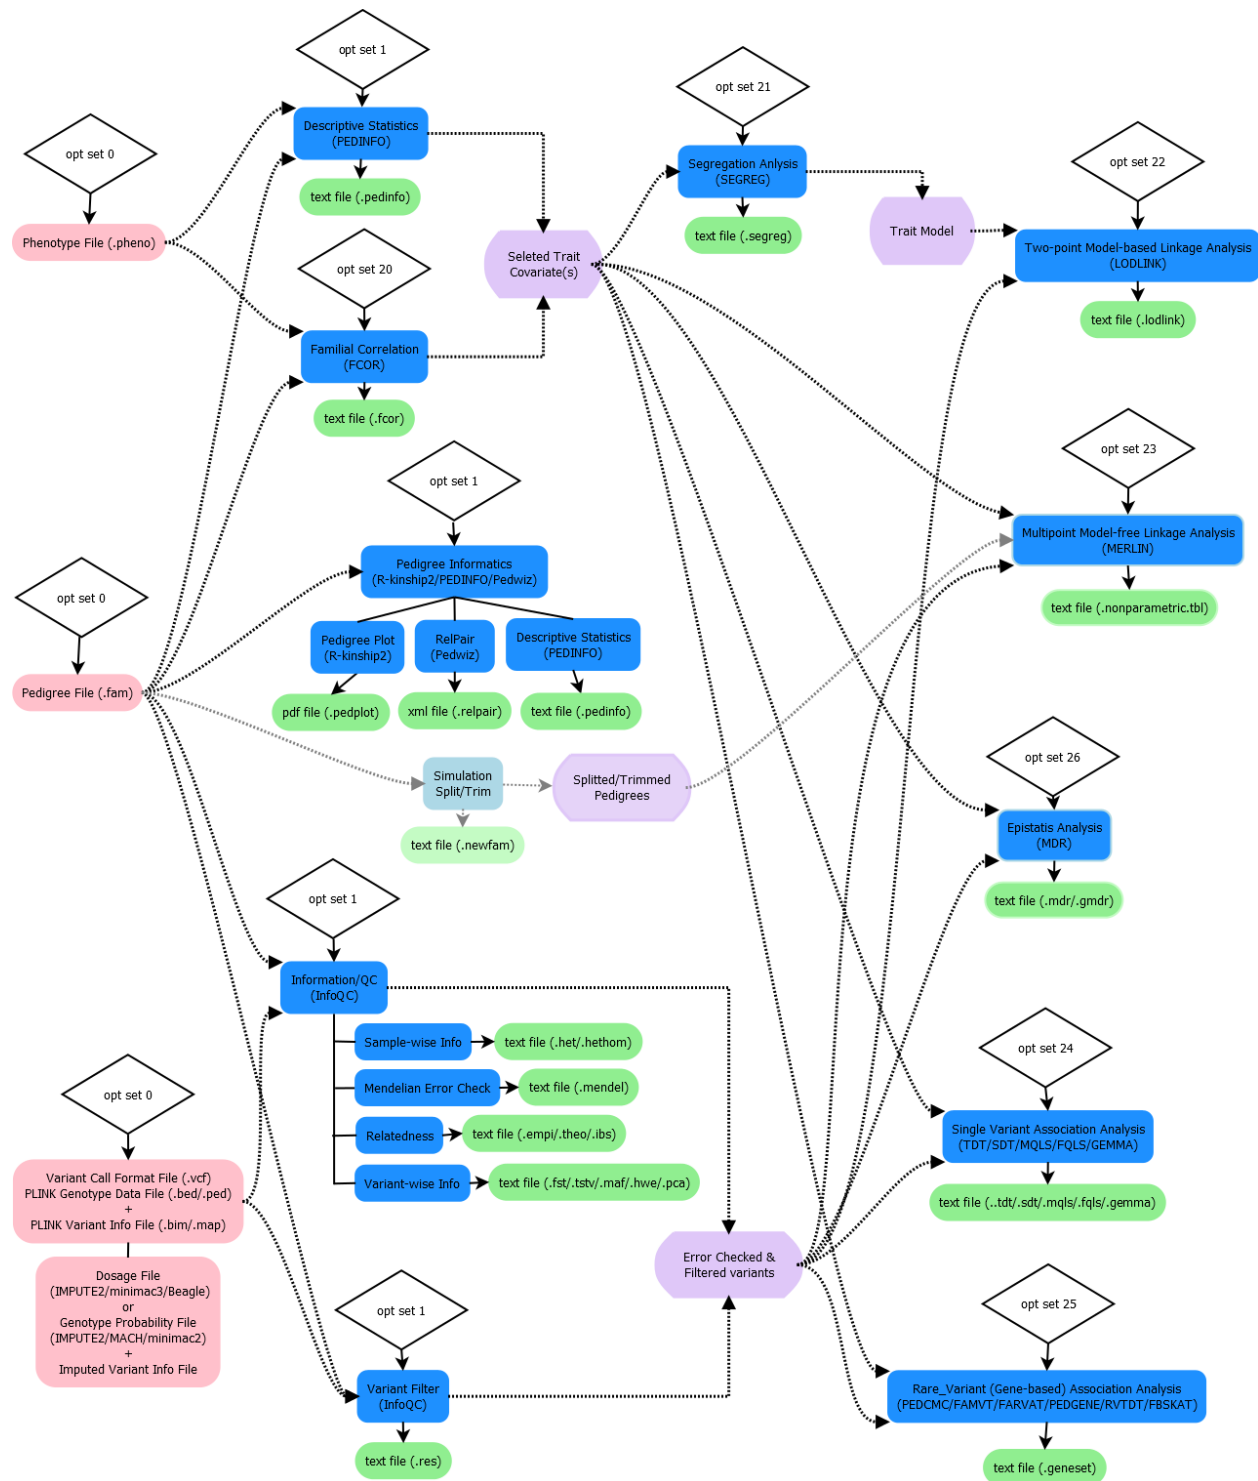 opt set 1
opt set 0
Descriptive Statistics
(PEDINFO)
text file (.pedinfo)
Phenotype File (.pheno)
opt set 20
Familial Correlation
(FCOR)
text file (.fcor)
Seleted Trait
Covariate(s)
opt set 21
Segregation Anlysis
(SEGREG)
text file (.segreg)
Trait Model
opt set 22
Two-point Model-based Linkage Analysis
(LODLINK)
text file (.lodlink)
opt set 23
Multipoint Model-free Linkage Analysis
(MERLIN)
text file (.nonparametric.tbl)
opt set 1
Pedigree Informatics
(R-kinship2/PEDINFO/Pedwiz)
Pedigree Plot
(R-kinship2)
RelPair
(Pedwiz)
Descriptive Statistics
(PEDINFO)
pdf file (.pedplot)
xml file (.relpair)
text file (.pedinfo)
opt set 0
Pedigree File (.fam)
Simulation
Split/Trim
text file (.newfam)
Splitted/Trimmed
Pedigrees
opt set 26
Epistatis Analysis
(MDR)
text file (.mdr/.gmdr)
opt set 1
Information/QC
(InfoQC)
Sample-wise Info
text file (.het/.hethom)
Mendelian Error Check
text file (.mendel)
Relatedness
text file (.empi/.theo/.ibs)
Variant-wise Info
text file (.fst/.tstv/.maf/.hwe/.pca)
opt set 0
Variant Call Format File (.vcf)
PLINK Genotype Data File (.bed/.ped)
+
PLINK Variant Info File (.bim/.map)
Dosage File
(IMPUTE2/minimac3/Beagle)
or
Genotype Probability File
(IMPUTE2/MACH/minimac2)
+
Imputed Variant Info File
opt set 1
Variant Filter
(InfoQC)
text file (.res)
Error Checked &
Filtered variants
opt set 24
Single Variant Association Analysis
(TDT/SDT/MQLS/FQLS/GEMMA)
text file (..tdt/.sdt/.mqls/.fqls/.gemma)
opt set 25
Rare_Variant (Gene-based) Association Analysis
(PEDCMC/FAMVT/FARVAT/PEDGENE/RVTDT/FBSKAT)
text file (.geneset)